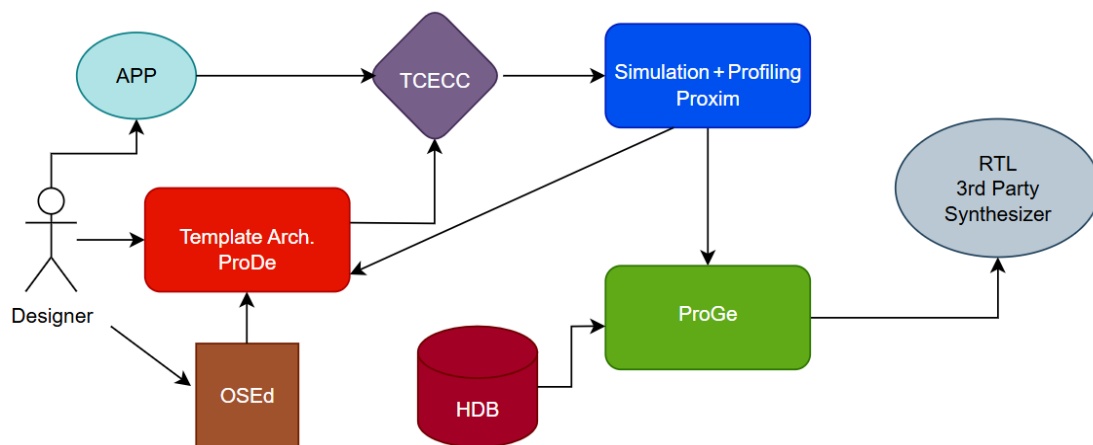 APP
TCECC
Simulation + Profiling
Proxim
RTL
3rd Party
Synthesizer
Template Arch.
ProDe
Designer
ProGe
OSEd
HDB